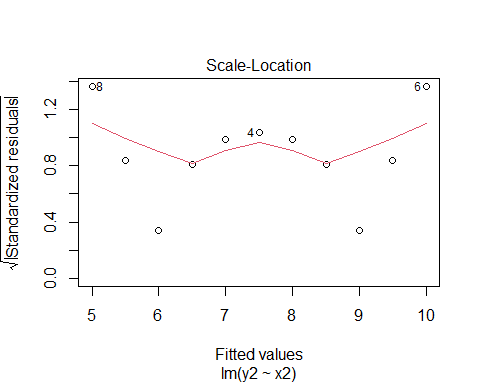 Scale-Location
√|Standardized residuals|
1.2
0.8
0.4
0.0
8
4
6
5 6 7 8 9 10
Fitted values
lm(y2 ~ x2)